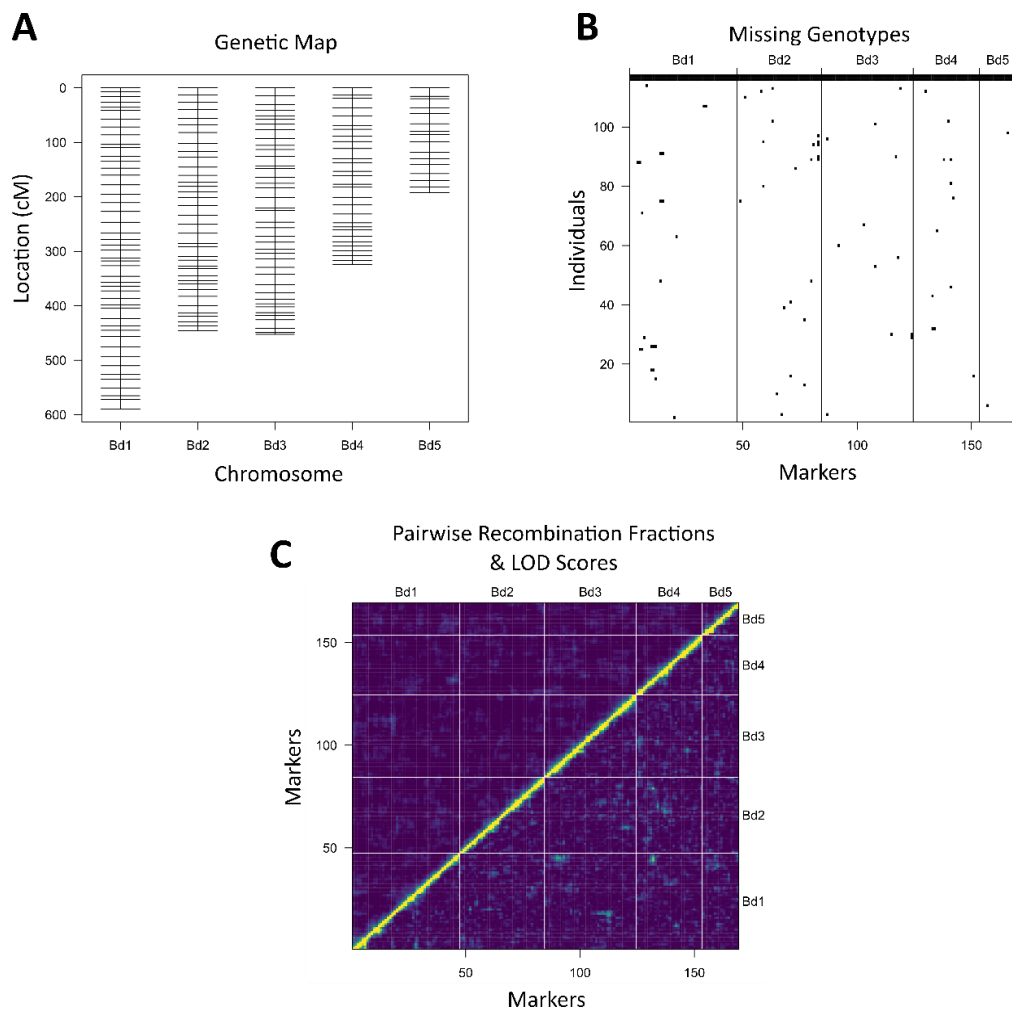 A
Genetic Map
Location (cM)
0
100
200
300
400
500
600
Bd1 Bd2 Bd3 Bd4 Bd5
Chromosome
B
Missing Genotypes
Bd1 Bd2 Bd3 Bd4 Bd5
Individuals
100
80
60
40
20
50 100 150
Markers
C
Pairwise Recombination Fractions
& LOD Scores
Bd1 Bd2 Bd3 Bd4 Bd5
Markers
150
100
50
Bd5
Bd4
Bd3
Bd2
Bd1
50 100 150
Markers